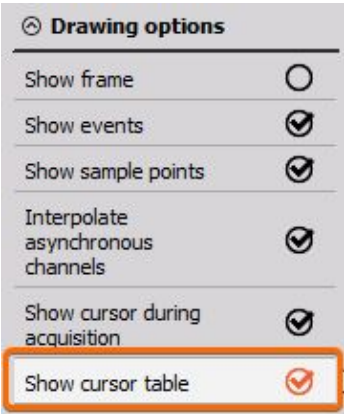 Drawing options
Show frame
Show events
Show sample points
Interpolate
asynchronous
channels
Show cursor during
acquisition
Show cursor table